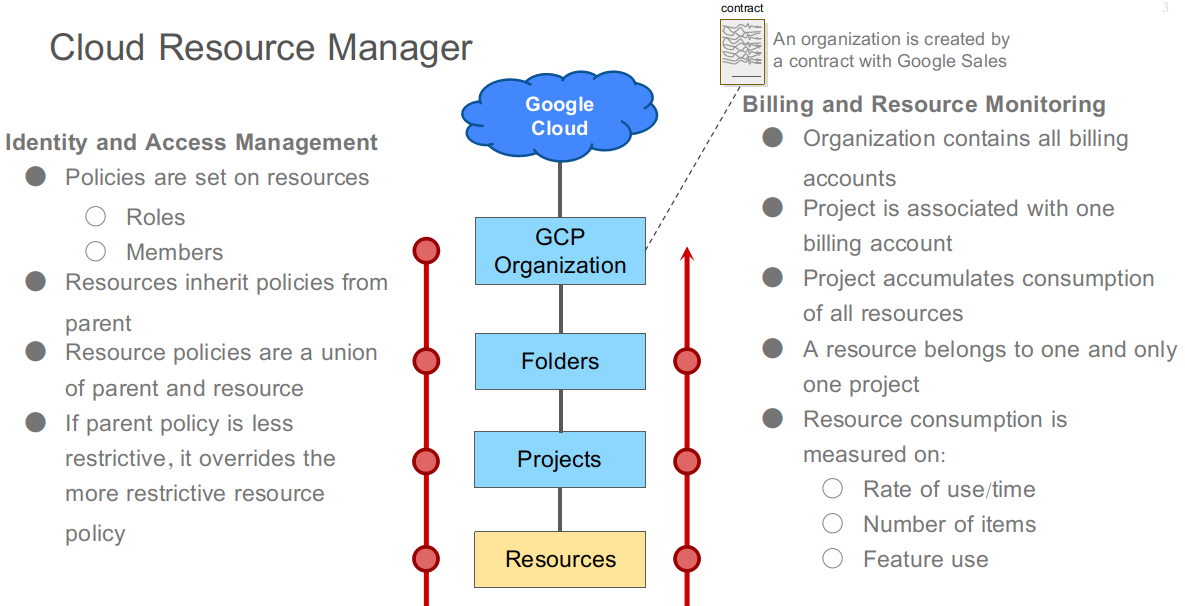 contract
3
Cloud Resource Manager
An organization is created by
a contract with Google Sales
Google
Cloud
Identity and Access Management
● Policies are set on resources
○ Roles
○ Members
● Resources inherit policies from
parent
● Resource policies are a union
of parent and resource
● If parent policy is less
restrictive, it overrides the
more restrictive resource
policy
GCP
Organization
Folders
Projects
Resources
Billing and Resource Monitoring
● Organization contains all billing
accounts
● Project is associated with one
billing account
● Project accumulates consumption
of all resources
● A resource belongs to one and only
one project
● Resource consumption is
measured on:
○ Rate of use/time
○ Number of items
○ Feature use